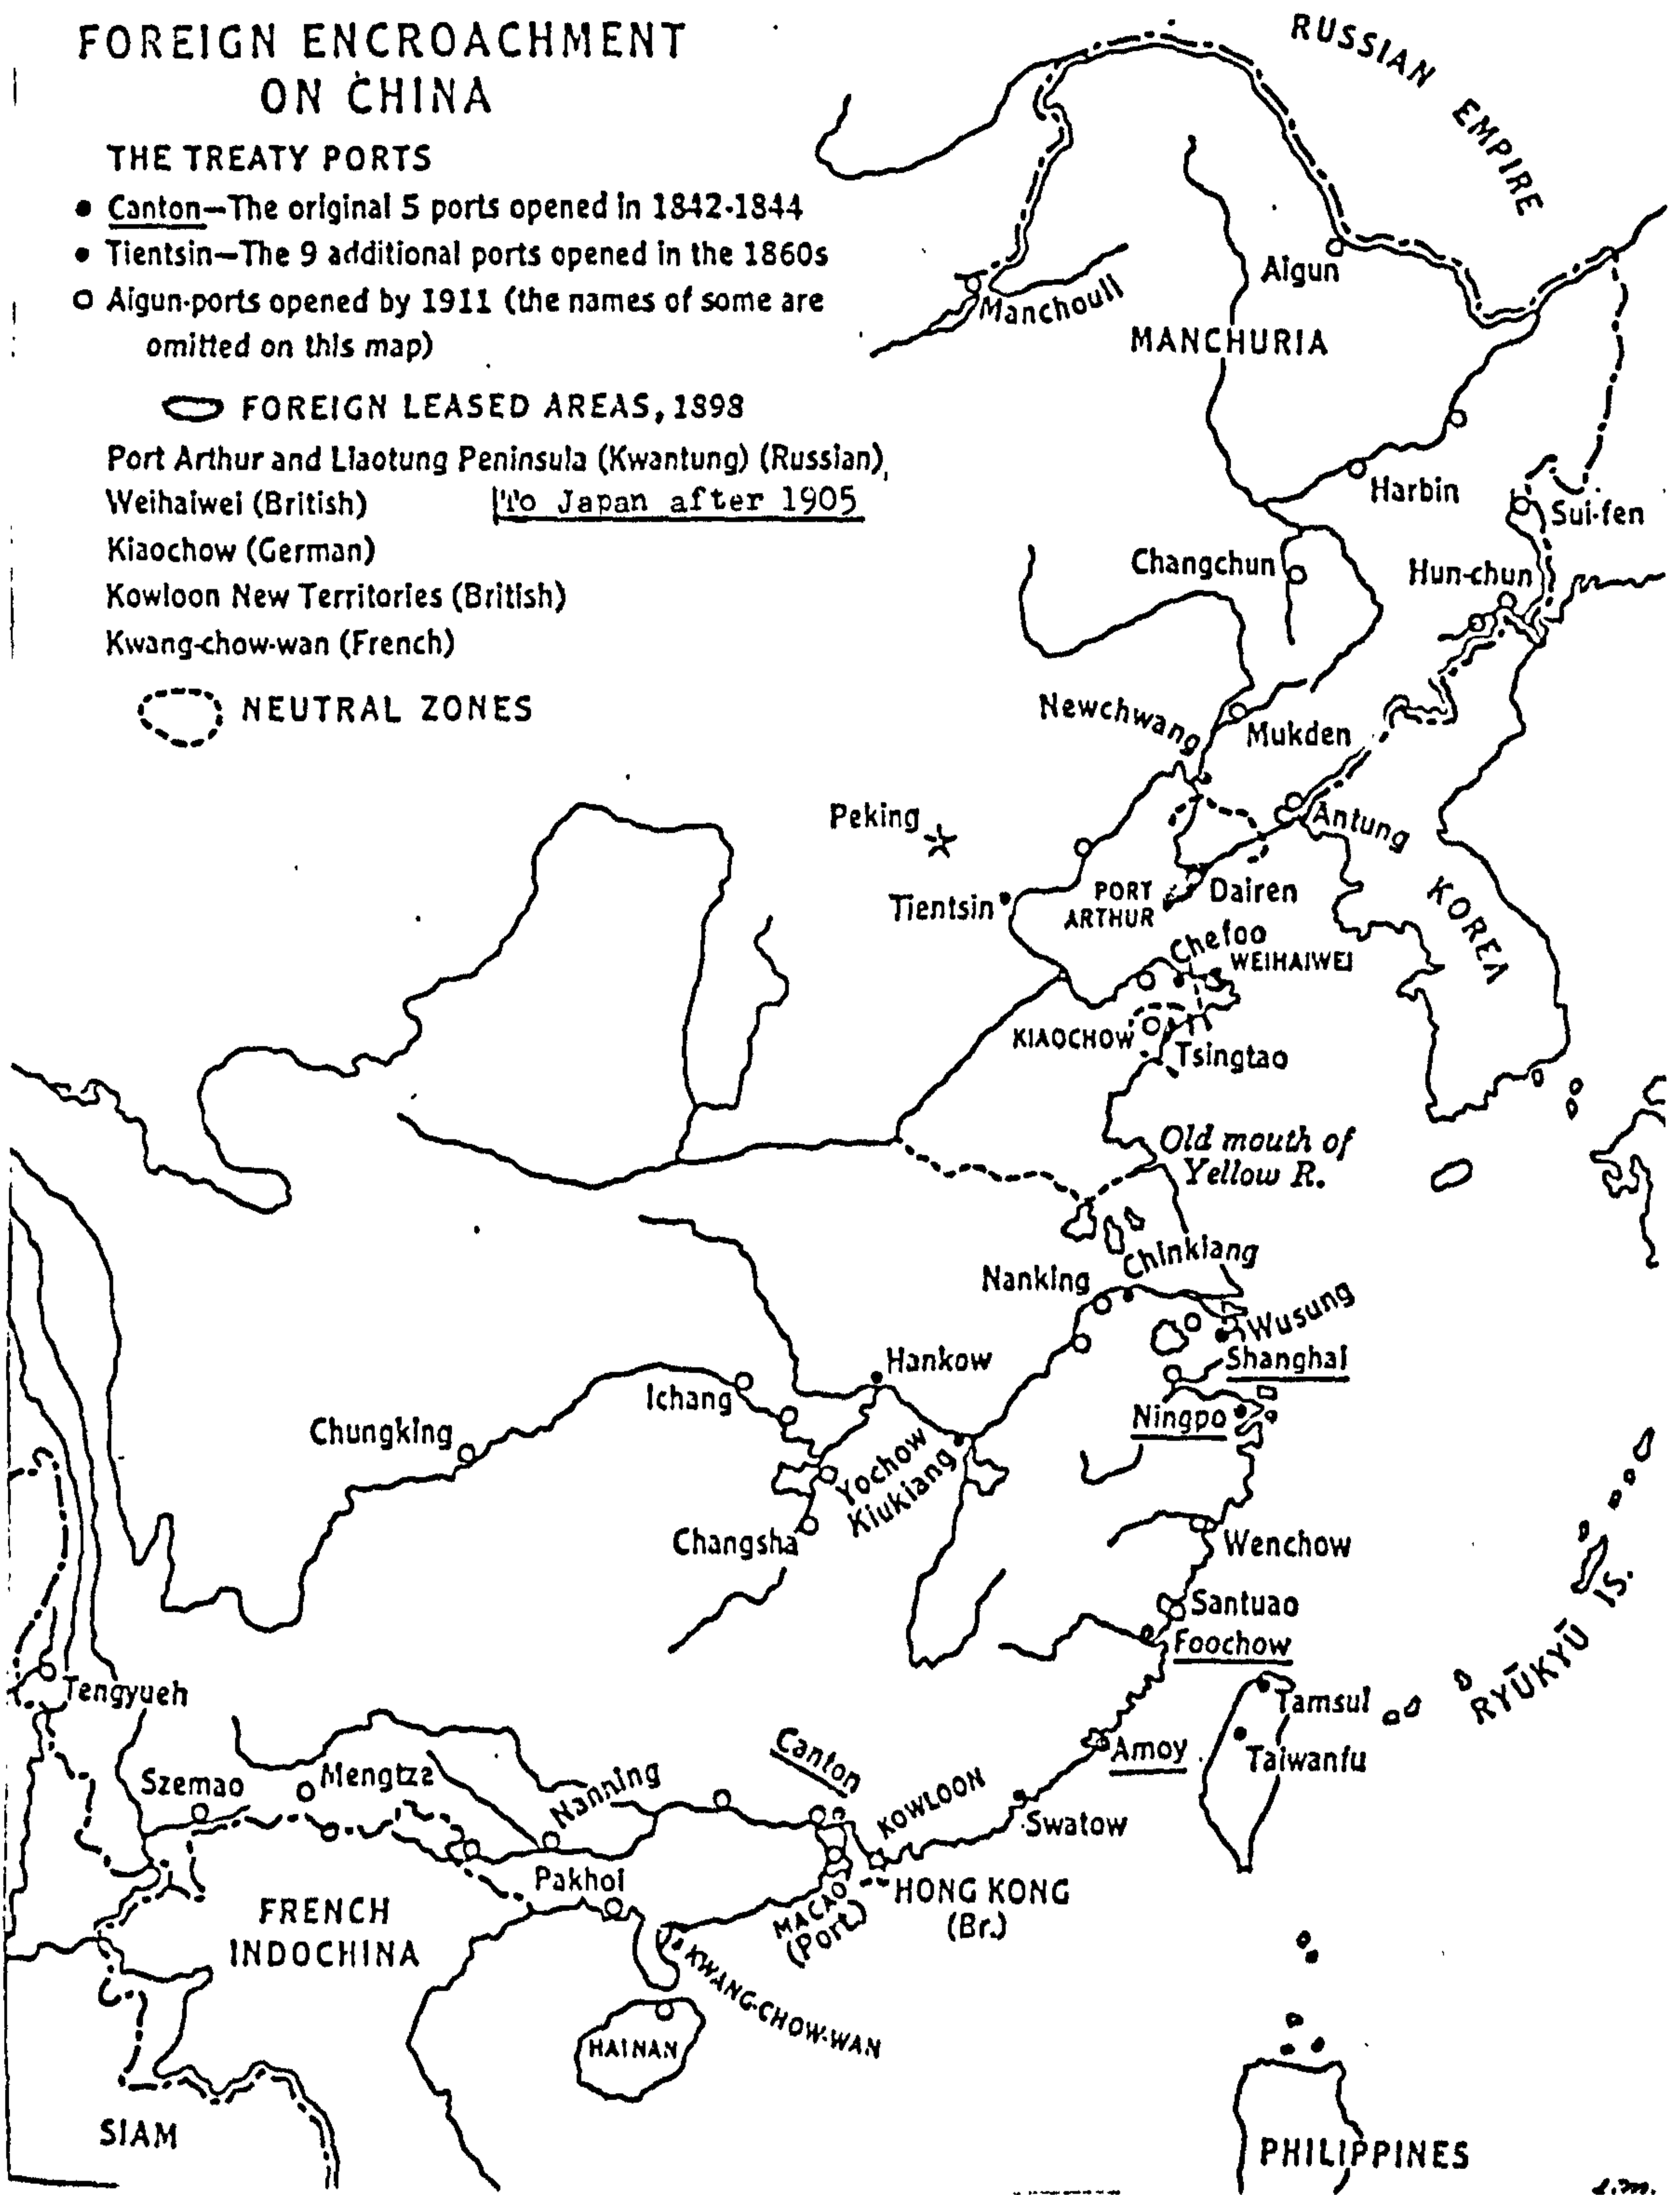 FOREIGN ENCROACHMENT
ON CHINA
THE TREATY PORTS
Canton—The original 5 ports opened in 1842-1844
Tientsin—The 9 additional ports opened in the 1860s
Aigun-ports opened by 1911 (the names of some are
omitted on this map)
FOREIGN LEASED AREAS, 1898
Port Arthur and Liaotung Peninsula (Kwantung) (Russian),
Weihaiwei (British)
To Japan after 1905
Kiaochow (German)
Kowloon New Territories (British)
Kwang-chow-wan (French)
NEUTRAL ZONES
RUSSIAN EMPIRE
Aigun
Manchouli
MANCHURIA
Harbin
Sui-fen
Changchun
Hun-chun
Newchwang
Mukden
Peking
Antung
Tientsin
PORT
ARTHUR
Dairen
KOREA
Chefoo
WEIHAIWEI
KIAOCHOW
Tsingtao
Old mouth of
Yellow R.
Chinkiang
Nanking
Wusung
Shanghai
Hankow
Ichang
Ningpo
Chungking
Yochow
Kiukiang
Changsha
Wenchow
Santuao
Foochow
RYŪKYŪ IS.
Tengyueh
Tamsui
Taiwanfu
Amoy
Canton
Szemao
Mengtze
Nanning
KOWLOON
Swatow
Pakhoi
HONG KONG
(Br.)
MACAO
(Port.)
FRENCH
INDOCHINA
KWANG-CHOW-WAN
HAINAN
SIAM
PHILIPPINES